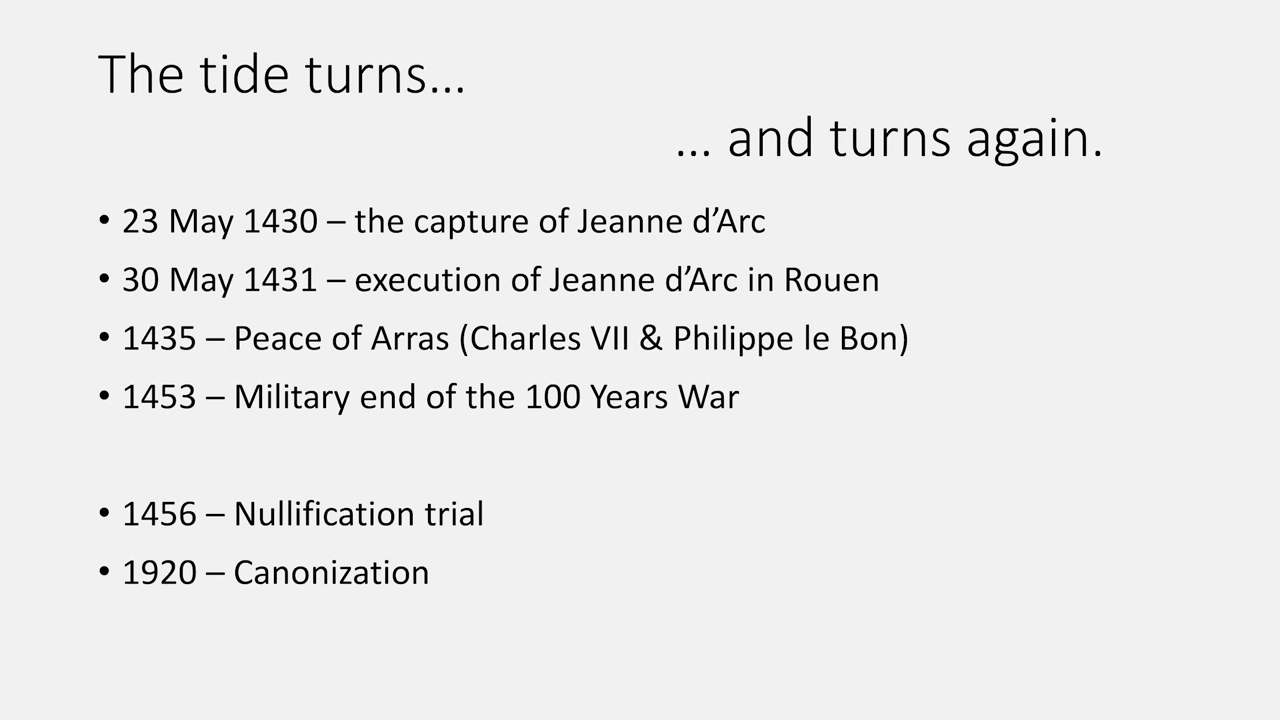 The tide turns…
… and turns again.
• 23 May 1430 – the capture of Jeanne d’Arc
• 30 May 1431 – execution of Jeanne d’Arc in Rouen
• 1435 – Peace of Arras (Charles VII & Philippe le Bon)
• 1453 – Military end of the 100 Years War
• 1456 – Nullification trial
• 1920 – Canonization